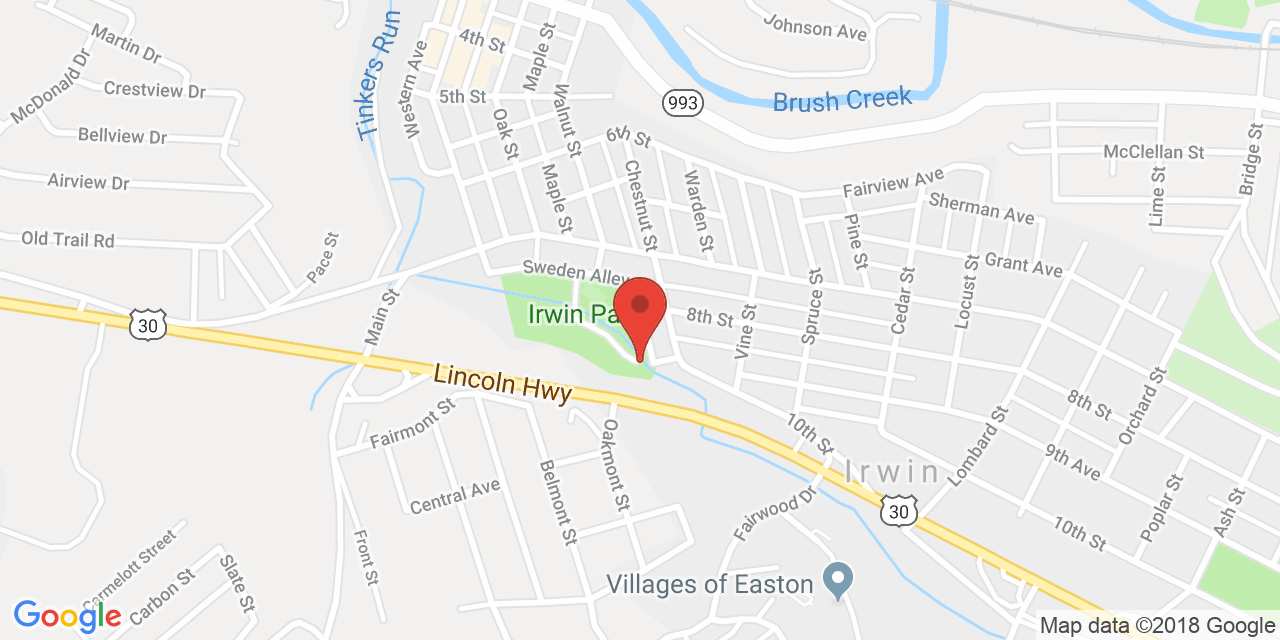 Johnson Ave
Martin Dr
4th St
Maple St
Tinkers Run
McDonald Dr
Crestview Dr
Western Ave
5th St
Walnut St
993
Brush Creek
Bellview Dr
Oak St
6th St
McClellan St
Bridge St
Airview Dr
Maple St
Chestnut St
Warden St
Fairview Ave
Sherman Ave
Lime St
Old Trail Rd
Pace St
Pine St
Grant Ave
Sweden Alley
Main St
Irwin Pa
8th St
Vine St
Spruce St
Cedar St
Locust St
30
Lincoln Hwy
8th St
Orchard St
Fairmont St
Oakmont St
10th St
Irwin
Lombard St
9th Ave
Central Ave
Belmont St
Fairwood Dr
30
Poplar St
Ash St
10th St
Front St
Carmelott Street
Carbon St
Slate St
Villages of Easton
Google
Map data ©2018 Google